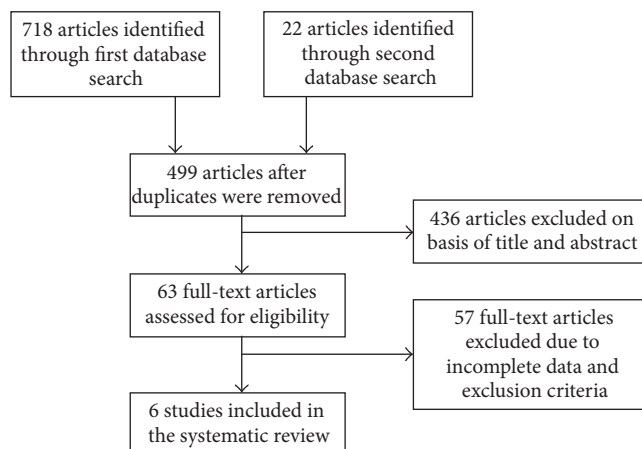 718 articles identified
through first database
search
22 articles identified
through second
database search
499 articles after
duplicates were removed
436 articles excluded on
basis of title and abstract
63 full-text articles
assessed for eligibility
57 full-text articles
excluded due to
incomplete data and
exclusion criteria
6 studies included in
the systematic review